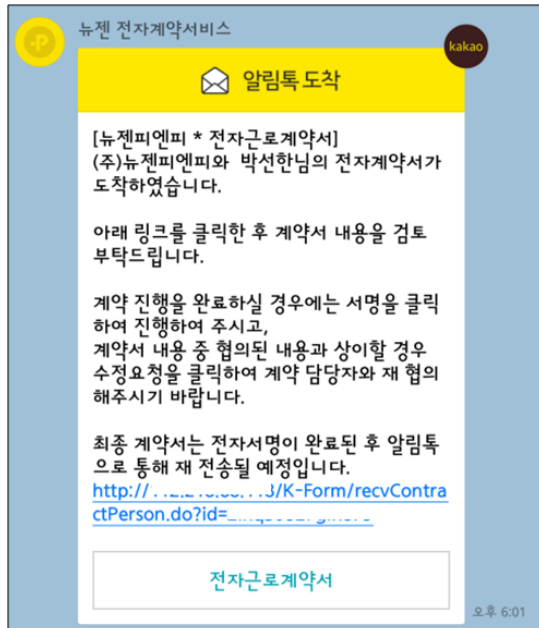 뉴젠 전자계약서비스
kakao
알림톡 도착
[뉴젠피엔피 * 전자근로계약서]
(주)뉴젠피엔피와 박선한님의 전자계약서가
도착하였습니다.
아래 링크를 클릭한 후 계약서 내용을 검토
부탁드립니다.
계약 진행을 완료하실 경우에는 서명을 클릭
하여 진행하여 주시고,
계약서 내용 중 협의된 내용과 상이할 경우
수정요청을 클릭하여 계약 담당자와 재 협의
해주시기 바랍니다.
최종 계약서는 전자서명이 완료된 후 알림톡
으로 통해 재 전송될 예정입니다.
http:// /K-Form/recvContra
ctPerson.do?id=
전자근로계약서
오후 6:01